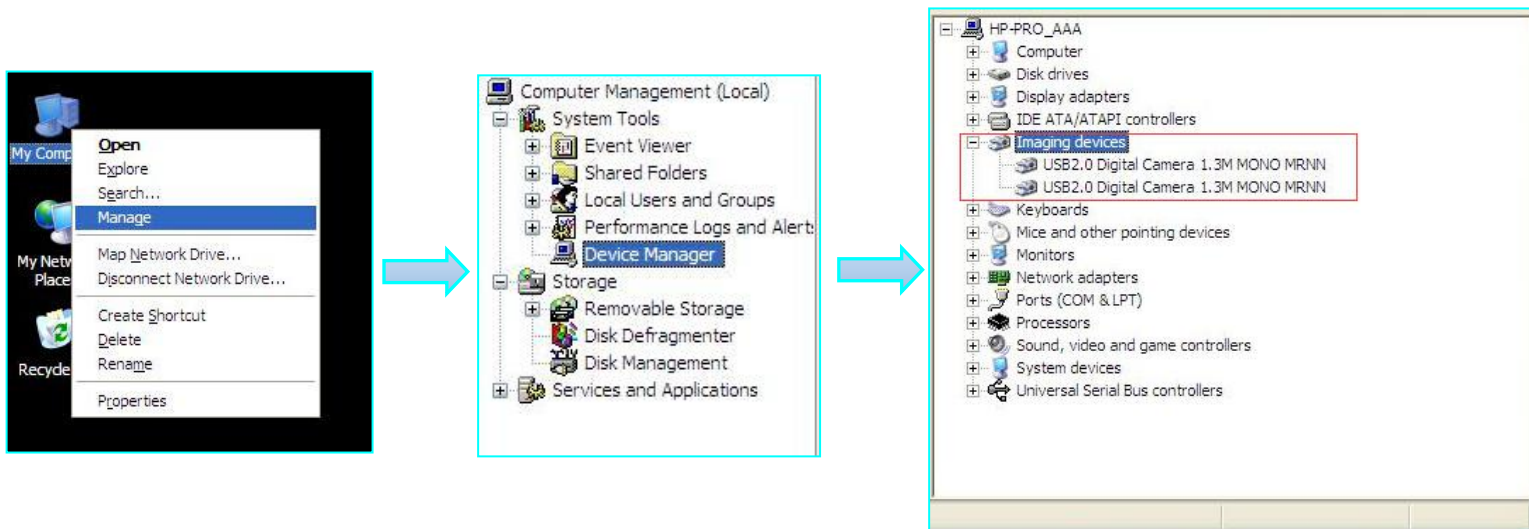 My Comp
My Netw
Place
Recycle
Open
Explore
Search...
Manage
Map Network Drive...
Disconnect Network Drive...
Create Shortcut
Delete
Rename
Properties
Computer Management (Local)
System Tools
Event Viewer
Shared Folders
Local Users and Groups
Performance Logs and Alert
Device Manager
Storage
Removable Storage
Disk Defragmenter
Disk Management
Services and Applications
HP-PRO_AAA
Computer
Disk drives
Display adapters
IDE ATA/ATAPI controllers
Imaging devices
USB2.0 Digital Camera 1.3M MONO MRNN
USB2.0 Digital Camera 1.3M MONO MRNN
Keyboards
Mice and other pointing devices
Monitors
Network adapters
Ports (COM & LPT)
Processors
Sound, video and game controllers
System devices
Universal Serial Bus controllers